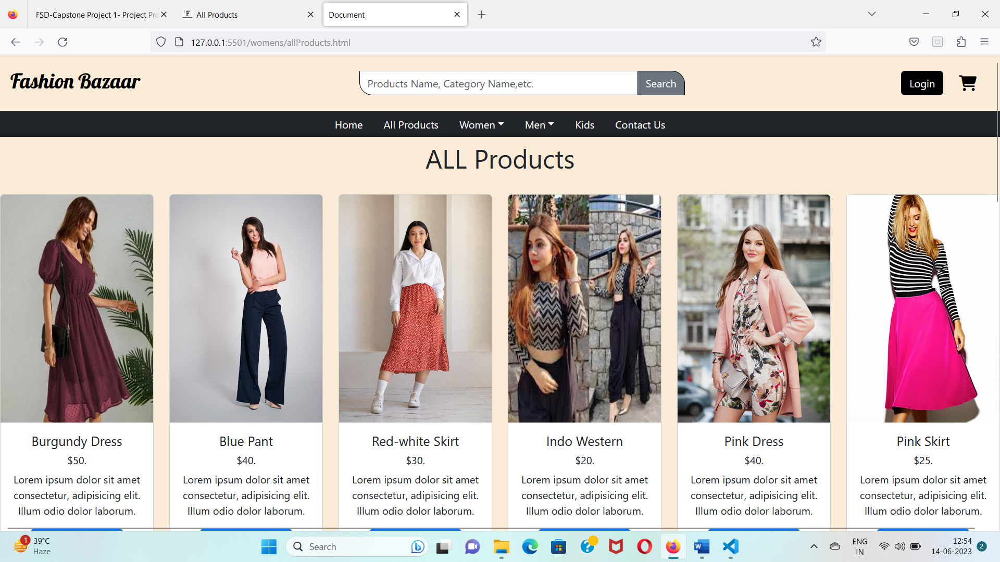 FSD-Capstone Project 1- Project Pro
All Products
Document
127.0.0.1:5501/womens/allProducts.html
Fashion Bazaar
Products Name, Category Name,etc.
Search
Login
Home
All Products
Women
Men
Kids
Contact Us
ALL Products
Burgundy Dress
$50.
Lorem ipsum dolor sit amet
consectetur, adipisicing elit.
Illum odio dolor laborum.
Blue Pant
$40.
Lorem ipsum dolor sit amet
consectetur, adipisicing elit.
Illum odio dolor laborum.
Red-white Skirt
$30.
Lorem ipsum dolor sit amet
consectetur, adipisicing elit.
Illum odio dolor laborum.
Indo Western
$20.
Lorem ipsum dolor sit amet
consectetur, adipisicing elit.
Illum odio dolor laborum.
Pink Dress
$40.
Lorem ipsum dolor sit amet
consectetur, adipisicing elit.
Illum odio dolor laborum.
Pink Skirt
$25.
Lorem ipsum dolor sit amet
consectetur, adipisicing elit.
Illum odio dolor laborum.
1
39°C
Haze
Search
ENG
IN
12:54
14-06-2023
2